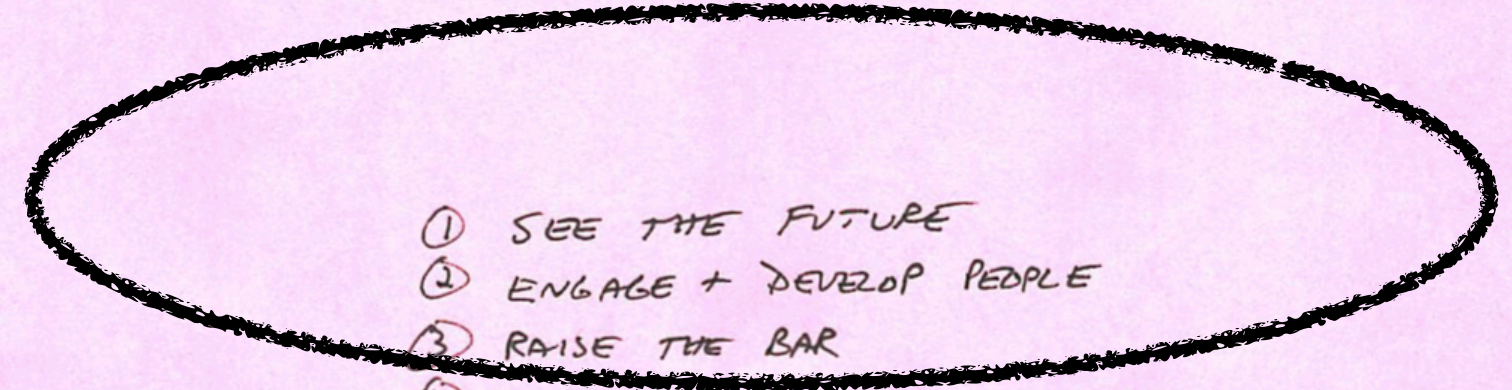 ① SEE THE FUTURE
② ENGAGE + DEVELOP PEOPLE
③ RAISE THE BAR